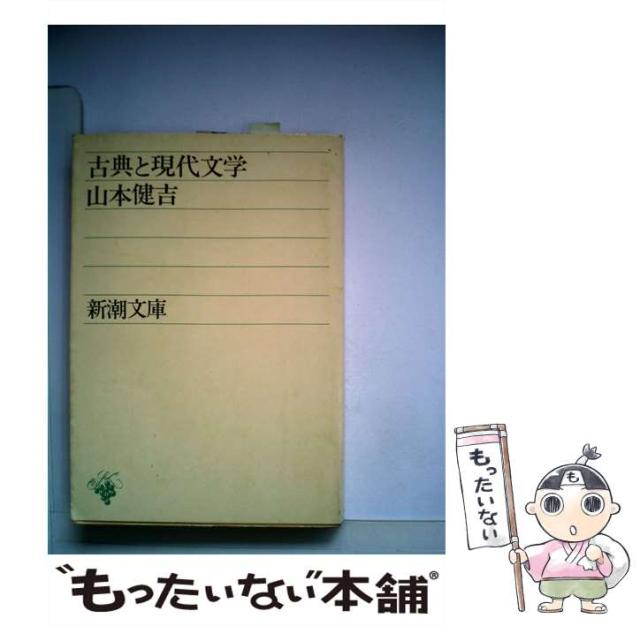 古典と現代文学
山本健吉
新潮文庫
もったいない
も
"もったいない"本舗®